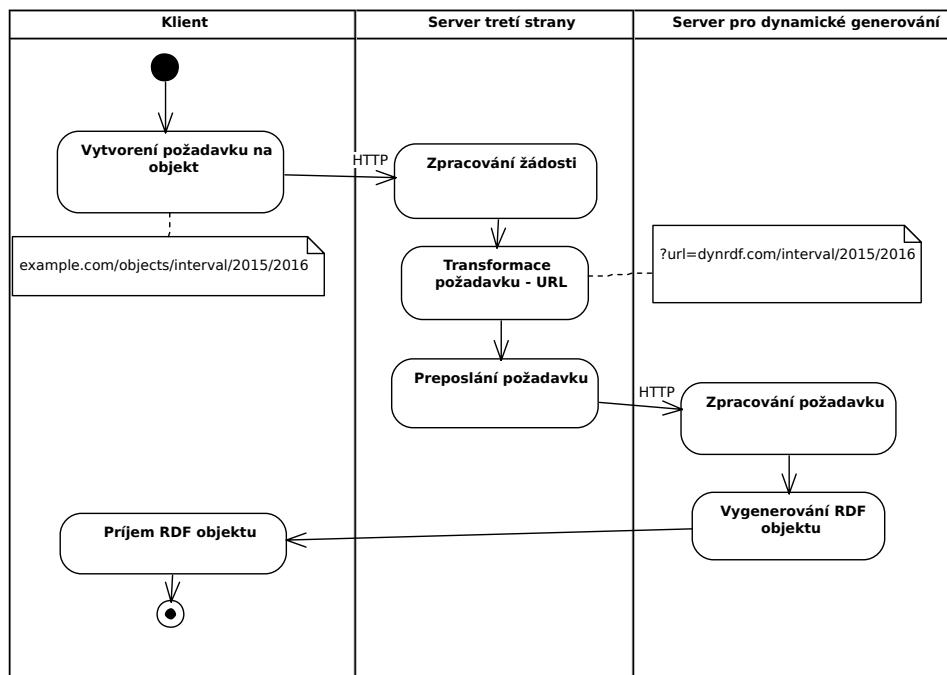 Klient
Server tretí strany
Server pro dynamické generování
Vytvorení požadavku na
objekt
HTTP
Zpracování žádosti
example.com/objects/interval/2015/2016
Transformace
požadavku - URL
?url=dynrdf.com/interval/2015/2016
Preposlání požadavku
HTTP
Zpracování požadavku
Vygenerování RDF
objektu
Príjem RDF objektu